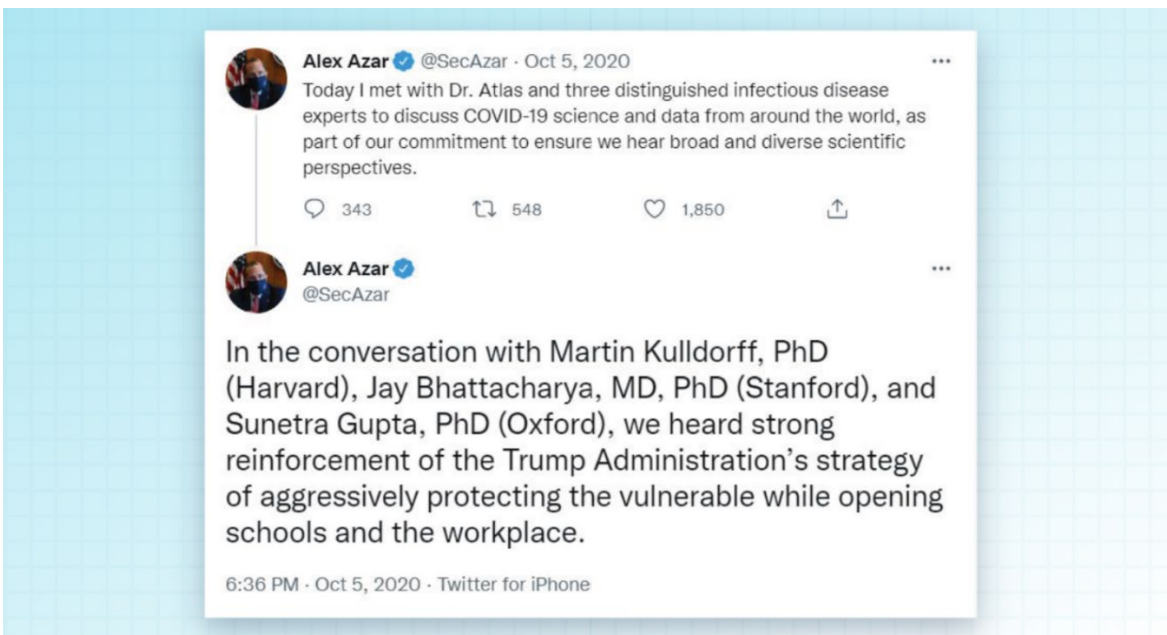 Alex Azar @SecAzar · Oct 5, 2020
Today I met with Dr. Atlas and three distinguished infectious disease
experts to discuss COVID-19 science and data from around the world, as
part of our commitment to ensure we hear broad and diverse scientific
perspectives.
343 548 1,850
Alex Azar
@SecAzar
In the conversation with Martin Kulldorff, PhD
(Harvard), Jay Bhattacharya, MD, PhD (Stanford), and
Sunetra Gupta, PhD (Oxford), we heard strong
reinforcement of the Trump Administration’s strategy
of aggressively protecting the vulnerable while opening
schools and the workplace.
6:36 PM · Oct 5, 2020 · Twitter for iPhone